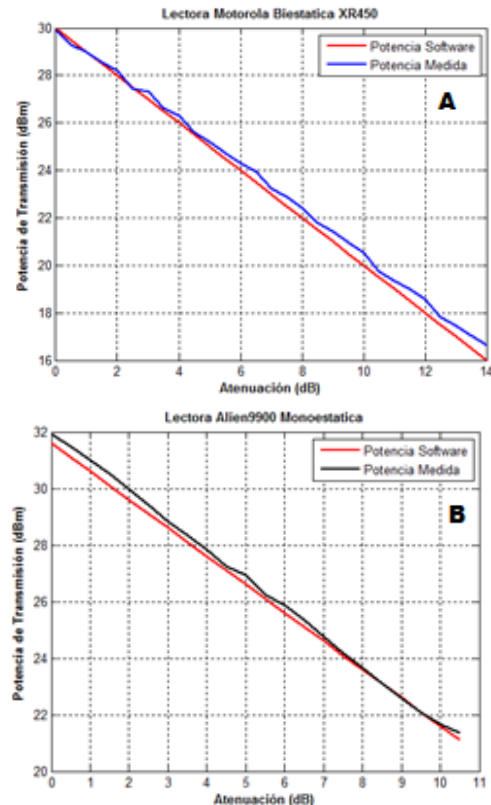 Lectora Motorola Biestatica XR450
Potencia de Transmisión (dBm)
30
28
26
24
22
20
18
16
Potencia Software
Potencia Medida
A
0 2 4 6 8 10 12 14
Atenuación (dB)
Lectora Alien9900 Monoestatica
Potencia de Transmisión (dBm)
32
30
28
26
24
22
20
Potencia Software
Potencia Medida
B
0 1 2 3 4 5 6 7 8 9 10 11
Atenuación (dB)